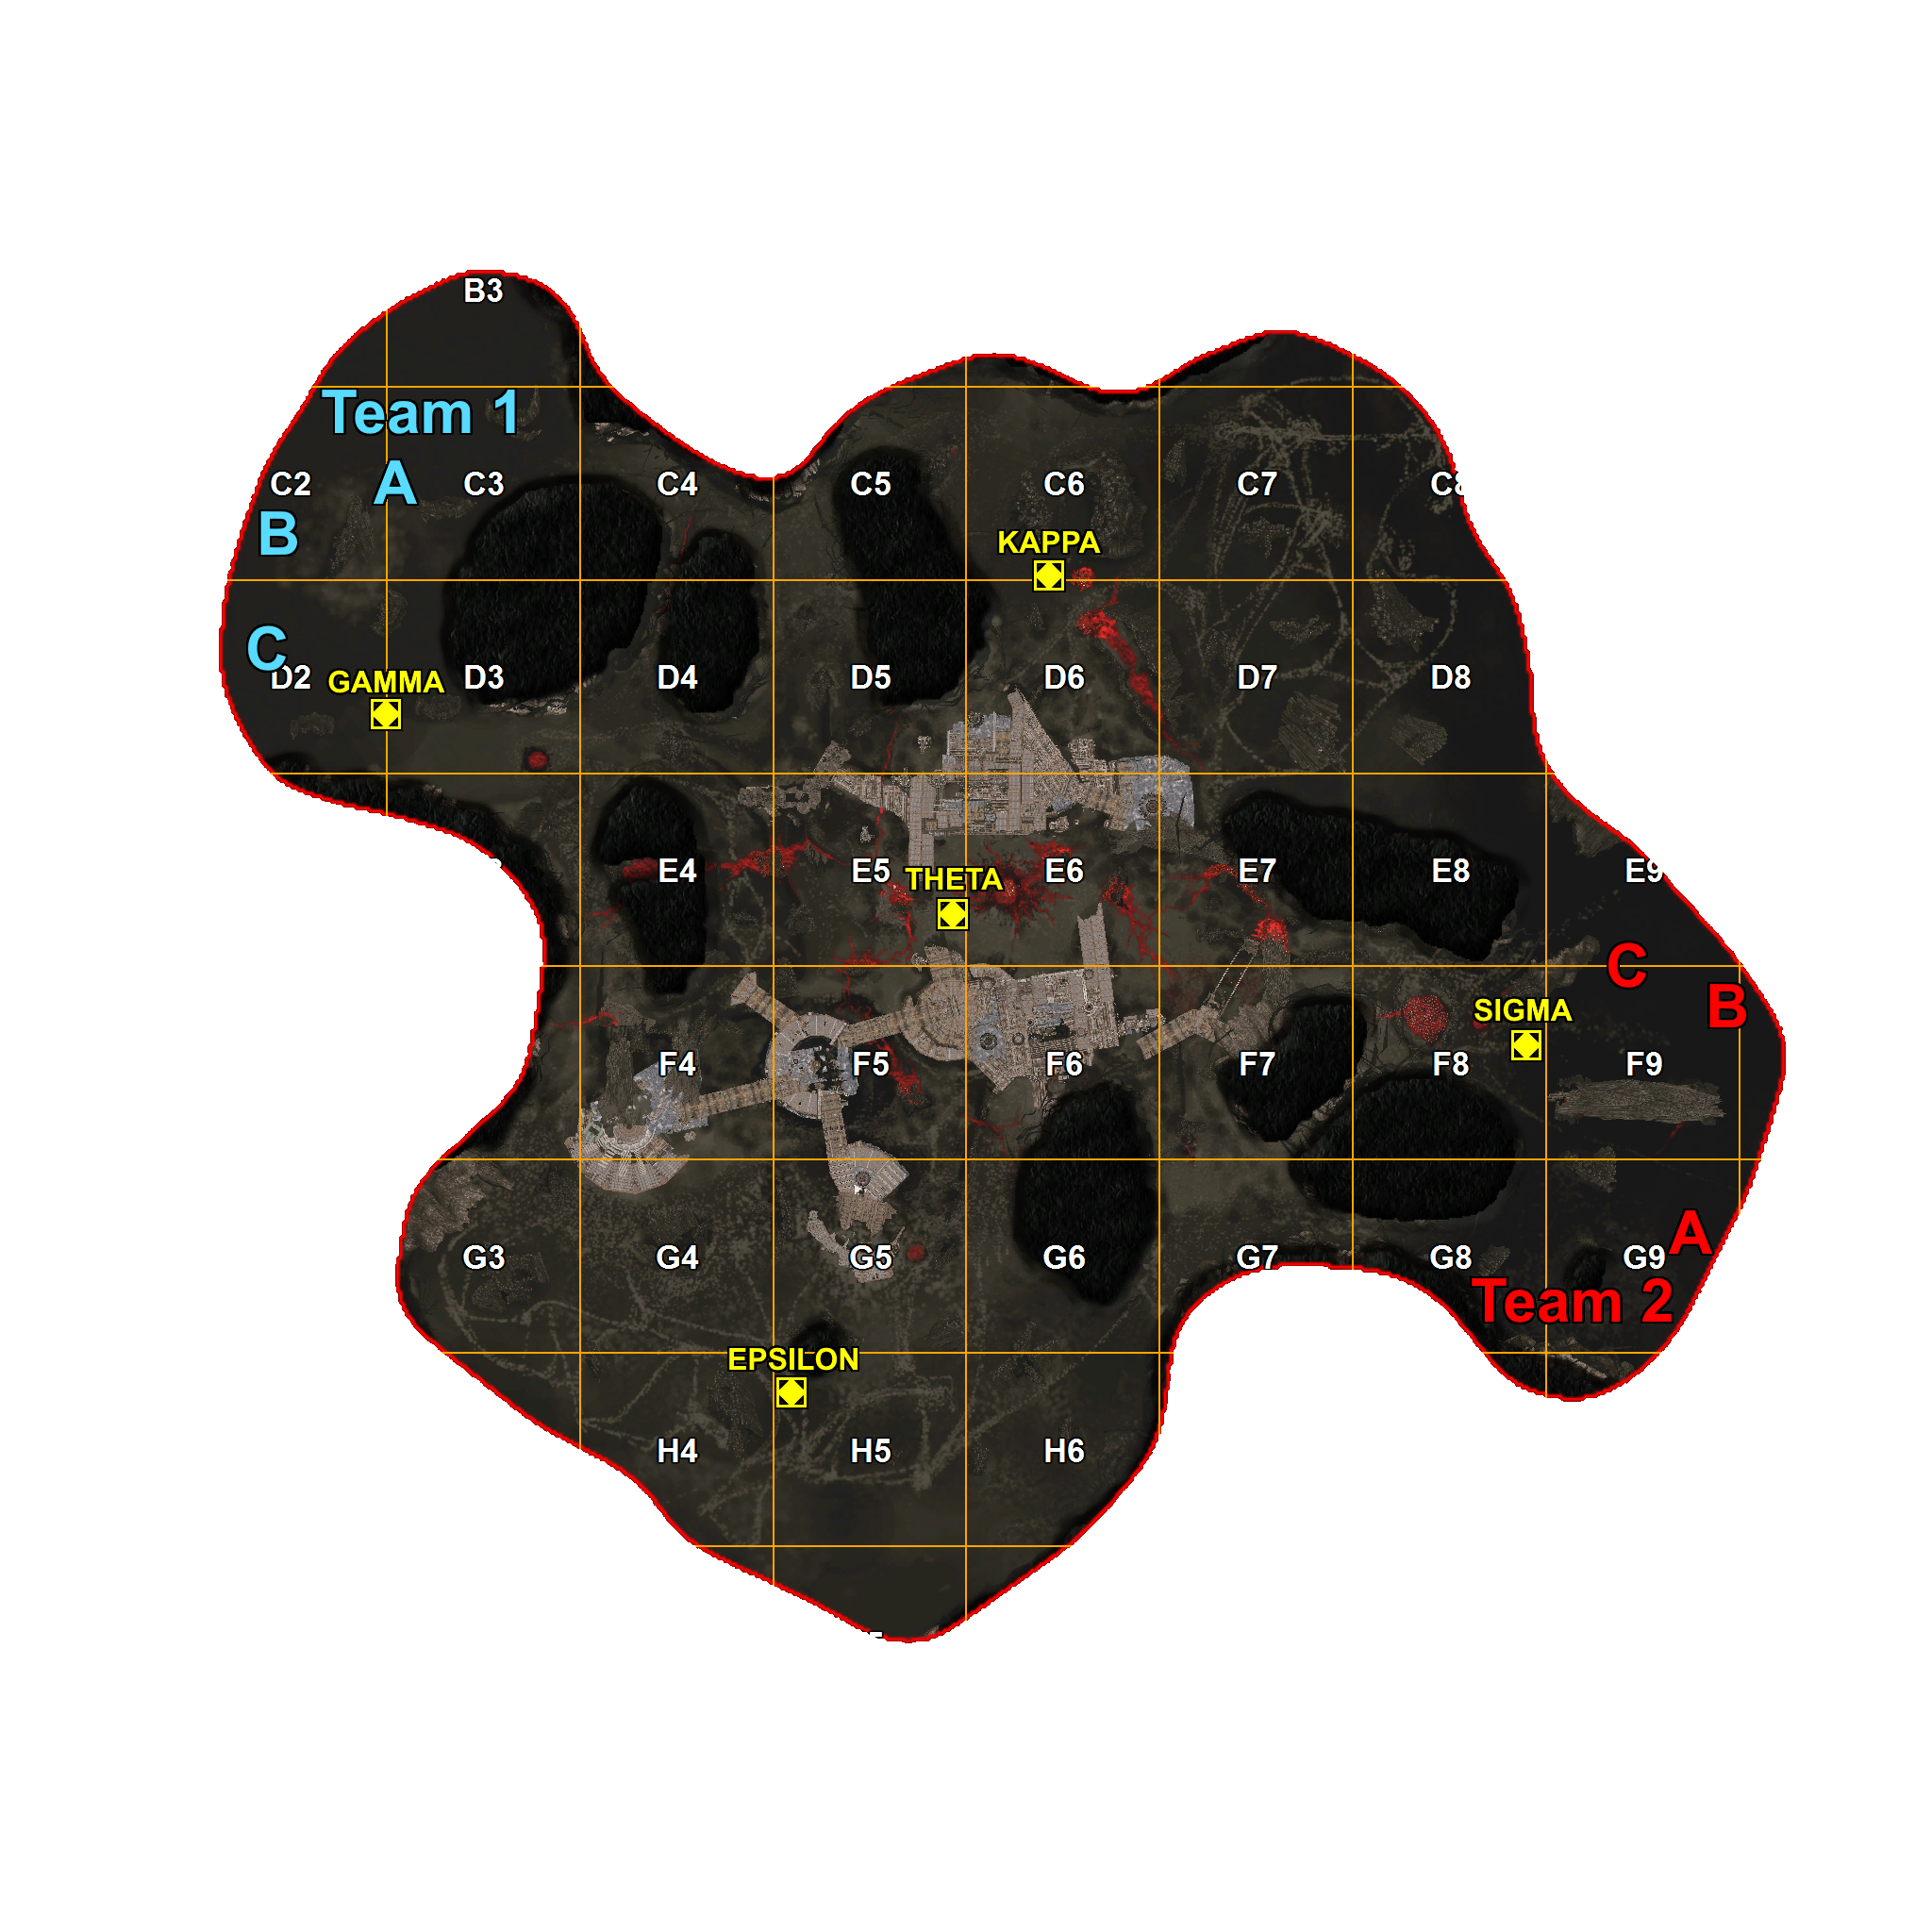 B3
Team 1
C2 A C3 C4 C5 C6 C7
B
KAPPA
C
D2 GAMMA D3 D4 D5 D6 D7 D8
E4 E5 E6 E7 E8 E9
THETA
C
SIGMA B
F4 F5 F6 F7 F8 F9
A
G3 G4 G5 G6 G7 G8 G9
Team 2
EPSILON
H4 H5 H6